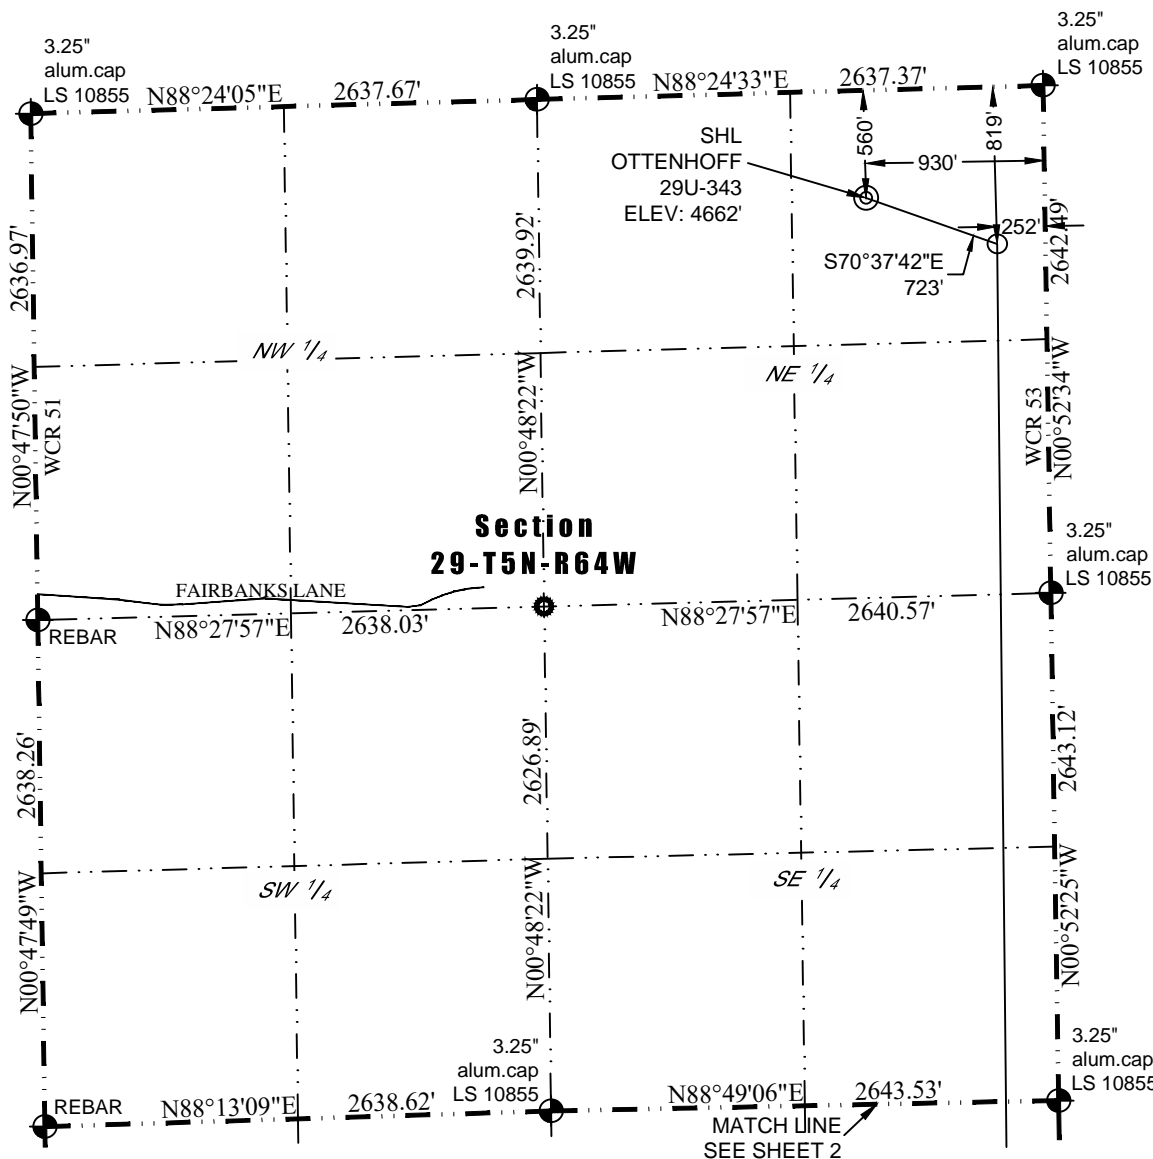 3.25"
alum.cap
LS 10855
N88°24'05"E
2637.67'
3.25"
alum.cap
LS 10855
N88°24'33"E
2637.37'
3.25"
alum.cap
LS 10855
SHL
OTTENHOFF
29U-343
ELEV: 4662'
560'
930'
819'
252'
S70°37'42"E
723'
2636.97'
2639.92'
2642.49'
NW 1/4
NE 1/4
N00°47'50"W
WCR 51
N00°48'22"W
WCR 53
N00°52'34"W
Section
29-T5N-R64W
3.25"
alum.cap
LS 10855
FAIRBANKS LANE
REBAR
N88°27'57"E
2638.03'
N88°27'57"E
2640.57'
2638.26'
2626.89'
2643.12'
SW 1/4
SE 1/4
N00°47'49"W
N00°48'22"W
N00°52'25"W
REBAR
N88°13'09"E
2638.62'
3.25"
alum.cap
LS 10855
N88°49'06"E
2643.53'
3.25"
alum.cap
LS 10855
MATCH LINE
SEE SHEET 2